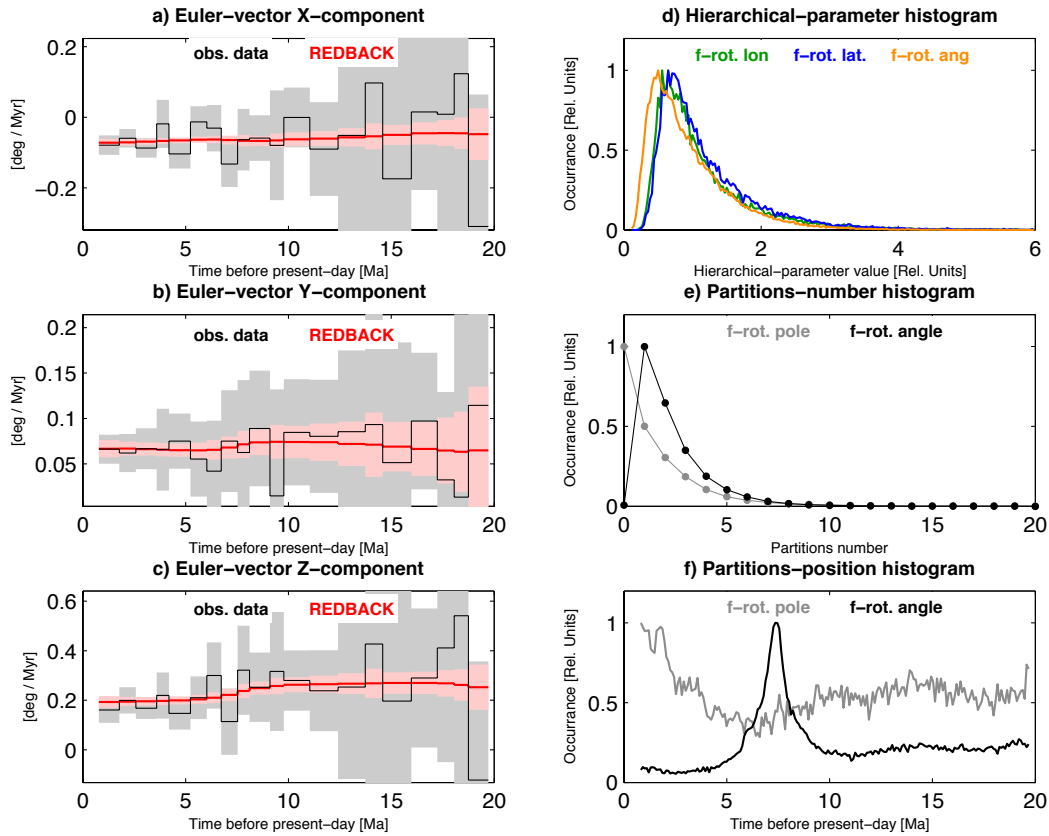 a) Euler−vector X−component
obs. data REDBACK
[deg / Myr]
0.2
0
−0.2
0 5 10 15 20
Time before present−day [Ma]
b) Euler−vector Y−component
obs. data REDBACK
[deg / Myr]
0.2
0.15
0.1
0.05
0 5 10 15 20
Time before present−day [Ma]
c) Euler−vector Z−component
obs. data REDBACK
[deg / Myr]
0.6
0.4
0.2
0
0 5 10 15 20
Time before present−day [Ma]
d) Hierarchical−parameter histogram
f−rot. lon f−rot. lat. f−rot. ang
Occurrance [Rel. Units]
1
0.5
0
0 2 4 6
Hierarchical−parameter value [Rel. Units]
e) Partitions−number histogram
f−rot. pole f−rot. angle
Occurrance [Rel. Units]
1
0.5
0
0 5 10 15 20
Partitions number
f) Partitions−position histogram
f−rot. pole f−rot. angle
Occurrance [Rel. Units]
1
0.5
0
0 5 10 15 20
Time before present−day [Ma]